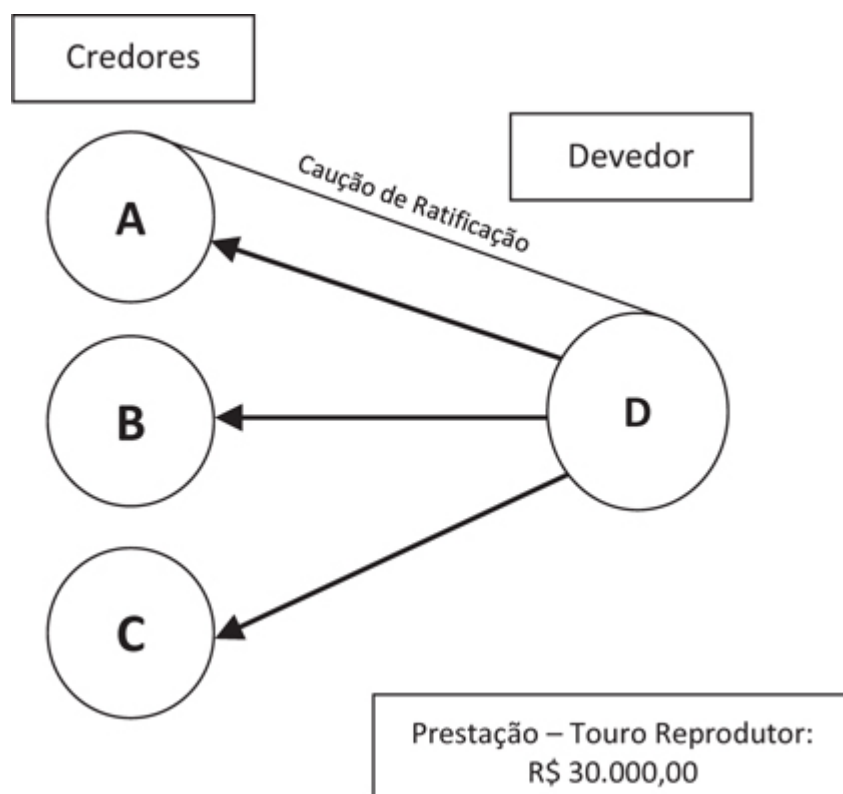 Credores
Devedor
Caução de Ratificação
A
B
D
C
Prestação – Touro Reprodutor:
R$ 30.000,00